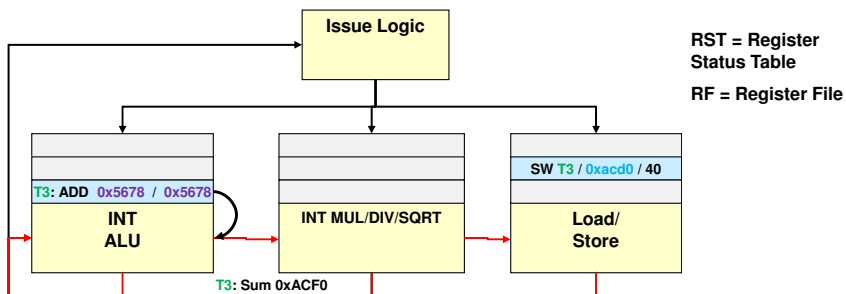 Issue Logic
RST = Register
Status Table
RF = Register File
SW T3 / 0xacd0 / 40
T3: ADD 0x5678 / 0x5678
INT
ALU
INT MUL/DIV/SQRT
Load/
Store
T3: Sum 0xACF0